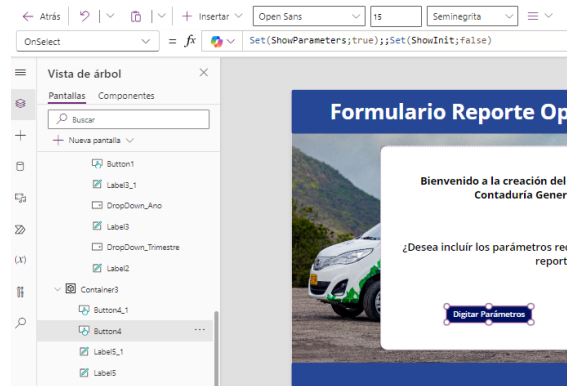 Atrás
Insertar
Open Sans
15
Seminegrita
OnSelect
= fx
Set(ShowParameters;true);;Set(ShowInit;false)
Vista de árbol
Pantallas Componentes
Buscar
Nueva pantalla
Button1
Label3_1
DropDown_Ano
Label3
DropDown_Trimestre
Label2
Container3
Button4_1
Button4
Label5_1
Label5
Formulario Reporte Op
Bienvenido a la creación del
Contaduría Gener
¿Desea incluír los parámetros re
report
Digitar Parámetros